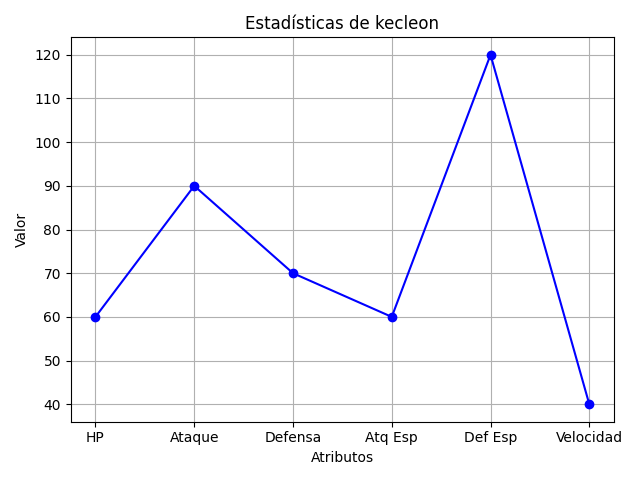 Estadísticas de kecleon
Valor
120
110
100
90
80
70
60
50
40
HP Ataque Defensa Atq Esp Def Esp Velocidad
Atributos